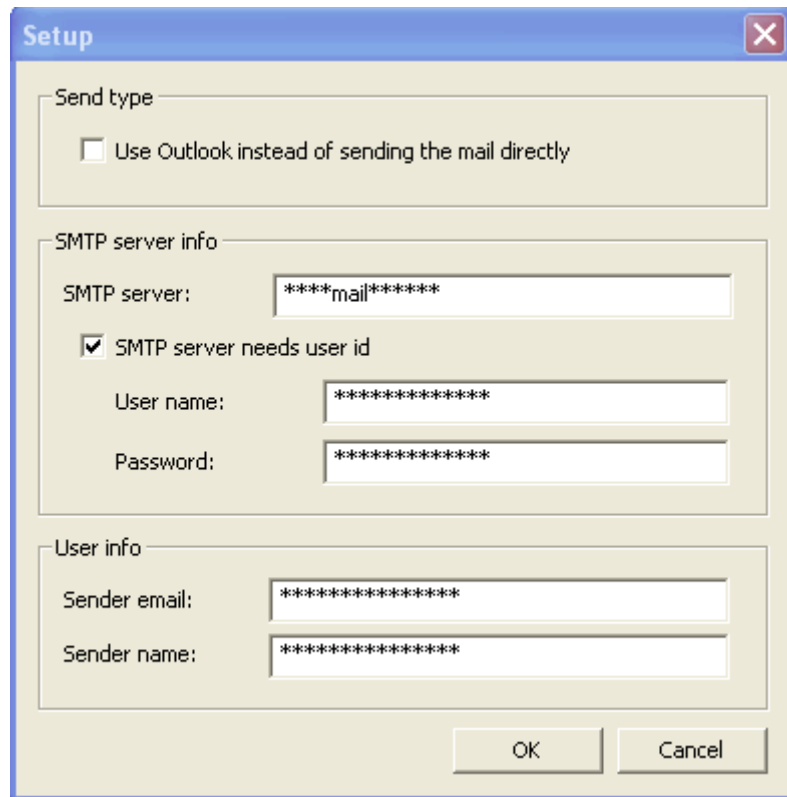 Setup
Send type
Use Outlook instead of sending the mail directly
SMTP server info
SMTP server: ****mail******
SMTP server needs user id
User name: *************
Password: *************
User info
Sender email: ***************
Sender name: ***************
OK Cancel